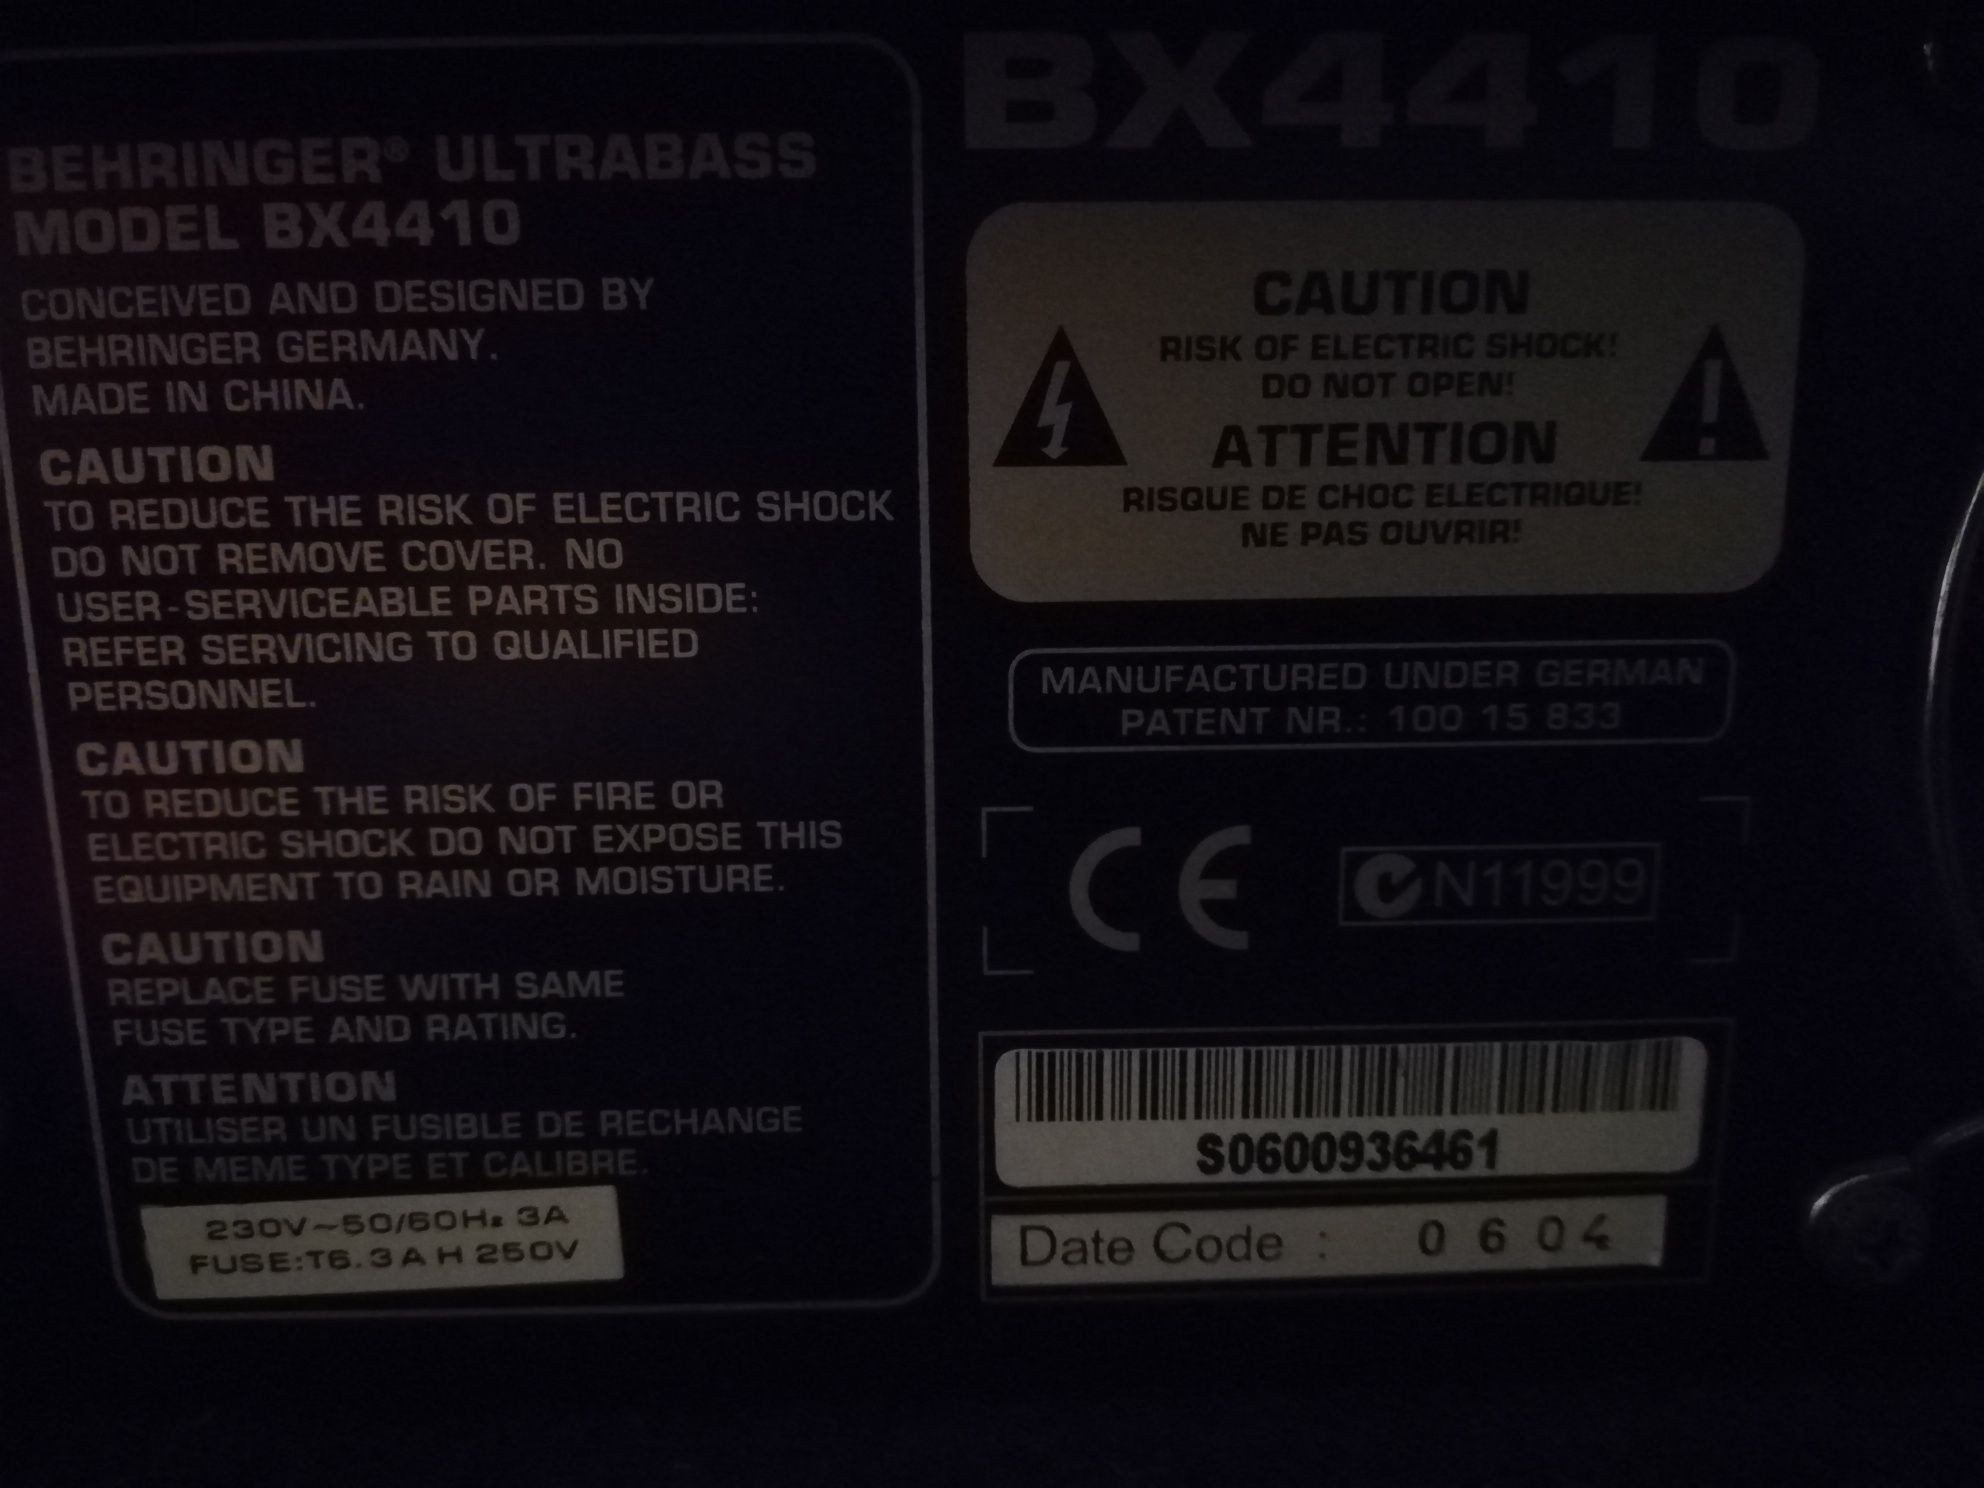 BEHRINGER® ULTRABASS
MODEL BX4410
CONCEIVED AND DESIGNED BY
BEHRINGER GERMANY.
MADE IN CHINA.
CAUTION
TO REDUCE THE RISK OF ELECTRIC SHOCK
DO NOT REMOVE COVER. NO
USER-SERVICEABLE PARTS INSIDE:
REFER SERVICING TO QUALIFIED
PERSONNEL.
CAUTION
TO REDUCE THE RISK OF FIRE OR
ELECTRIC SHOCK DO NOT EXPOSE THIS
EQUIPMENT TO RAIN OR MOISTURE.
CAUTION
REPLACE FUSE WITH SAME
FUSE TYPE AND RATING.
ATTENTION
UTILISER UN FUSIBLE DE RECHANGE
DE MEME TYPE ET CALIBRE.
230V~50/60Hz 3A
FUSE:T6.3 A H 250V
BX4410
CAUTION
RISK OF ELECTRIC SHOCK!
DO NOT OPEN!
ATTENTION
RISQUE DE CHOC ELECTRIQUE!
NE PAS OUVRIR!
MANUFACTURED UNDER GERMAN
PATENT NR.: 100 15 833
CE N11999
S0600936461
Date Code : 0604